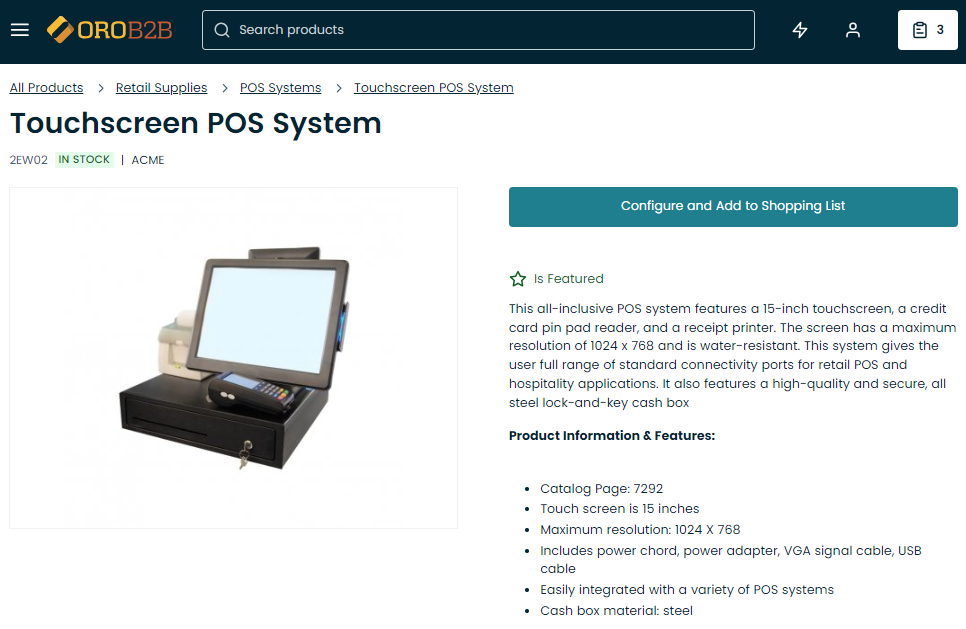 OROB2B
Search products
3
All Products > Retail Supplies > POS Systems > Touchscreen POS System
Touchscreen POS System
2EW02 IN STOCK | ACME
Configure and Add to Shopping List
Is Featured
This all-inclusive POS system features a 15-inch touchscreen, a credit
card pin pad reader, and a receipt printer. The screen has a maximum
resolution of 1024 x 768 and is water-resistant. This system gives the
user full range of standard connectivity ports for retail POS and
hospitality applications. It also features a high-quality and secure, all
steel lock-and-key cash box
Product Information & Features:
• Catalog Page: 7292
• Touch screen is 15 inches
• Maximum resolution: 1024 X 768
• Includes power chord, power adapter, VGA signal cable, USB
cable
• Easily integrated with a variety of POS systems
• Cash box material: steel